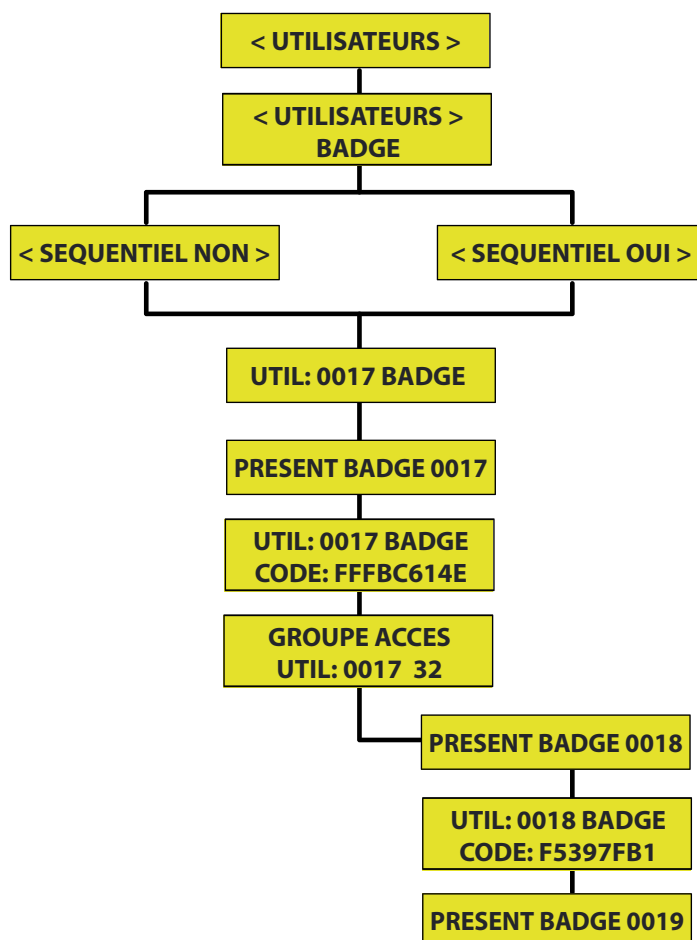 < UTILISATEURS >
< UTILISATEURS >
BADGE
< SEQUENTIEL NON >
< SEQUENTIEL OUI >
UTIL: 0017 BADGE
PRESENT BADGE 0017
UTIL: 0017 BADGE
CODE: FFFBC614E
GROUPE ACCES
UTIL: 0017 32
PRESENT BADGE 0018
UTIL: 0018 BADGE
CODE: F5397FB1
PRESENT BADGE 0019